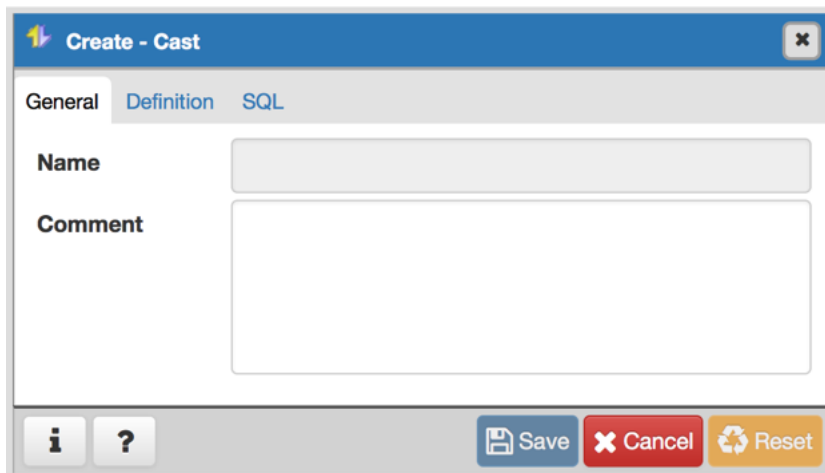 Create - Cast
General Definition SQL
Name
Comment
i ? Save Cancel Reset